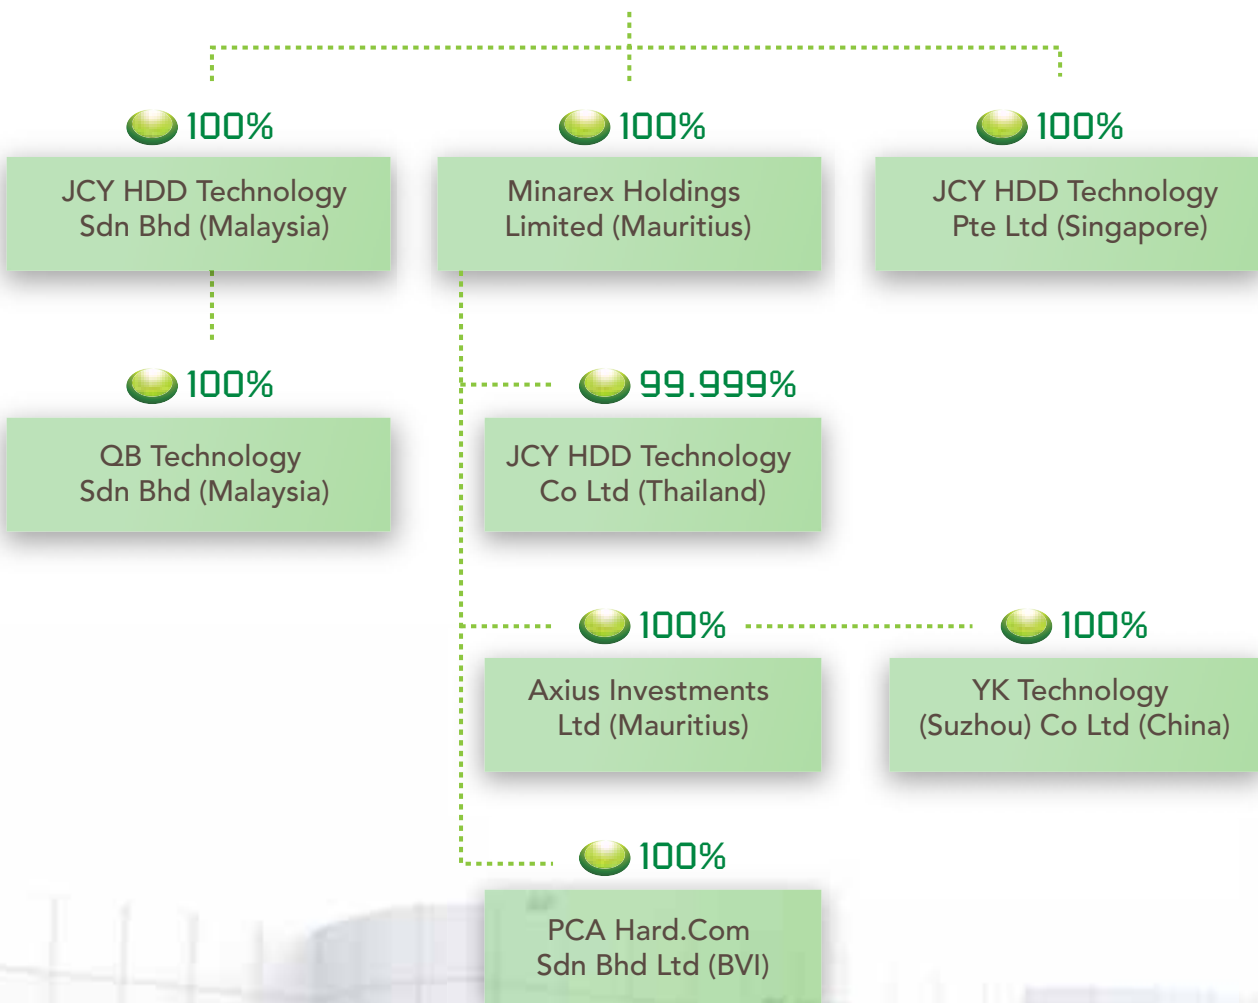 100%
JCY HDD Technology
Sdn Bhd (Malaysia)
100%
Minarex Holdings
Limited (Mauritius)
100%
JCY HDD Technology
Pte Ltd (Singapore)
100%
QB Technology
Sdn Bhd (Malaysia)
99.999%
JCY HDD Technology
Co Ltd (Thailand)
100%
Axius Investments
Ltd (Mauritius)
100%
YK Technology
(Suzhou) Co Ltd (China)
100%
PCA Hard.Com
Sdn Bhd Ltd (BVI)